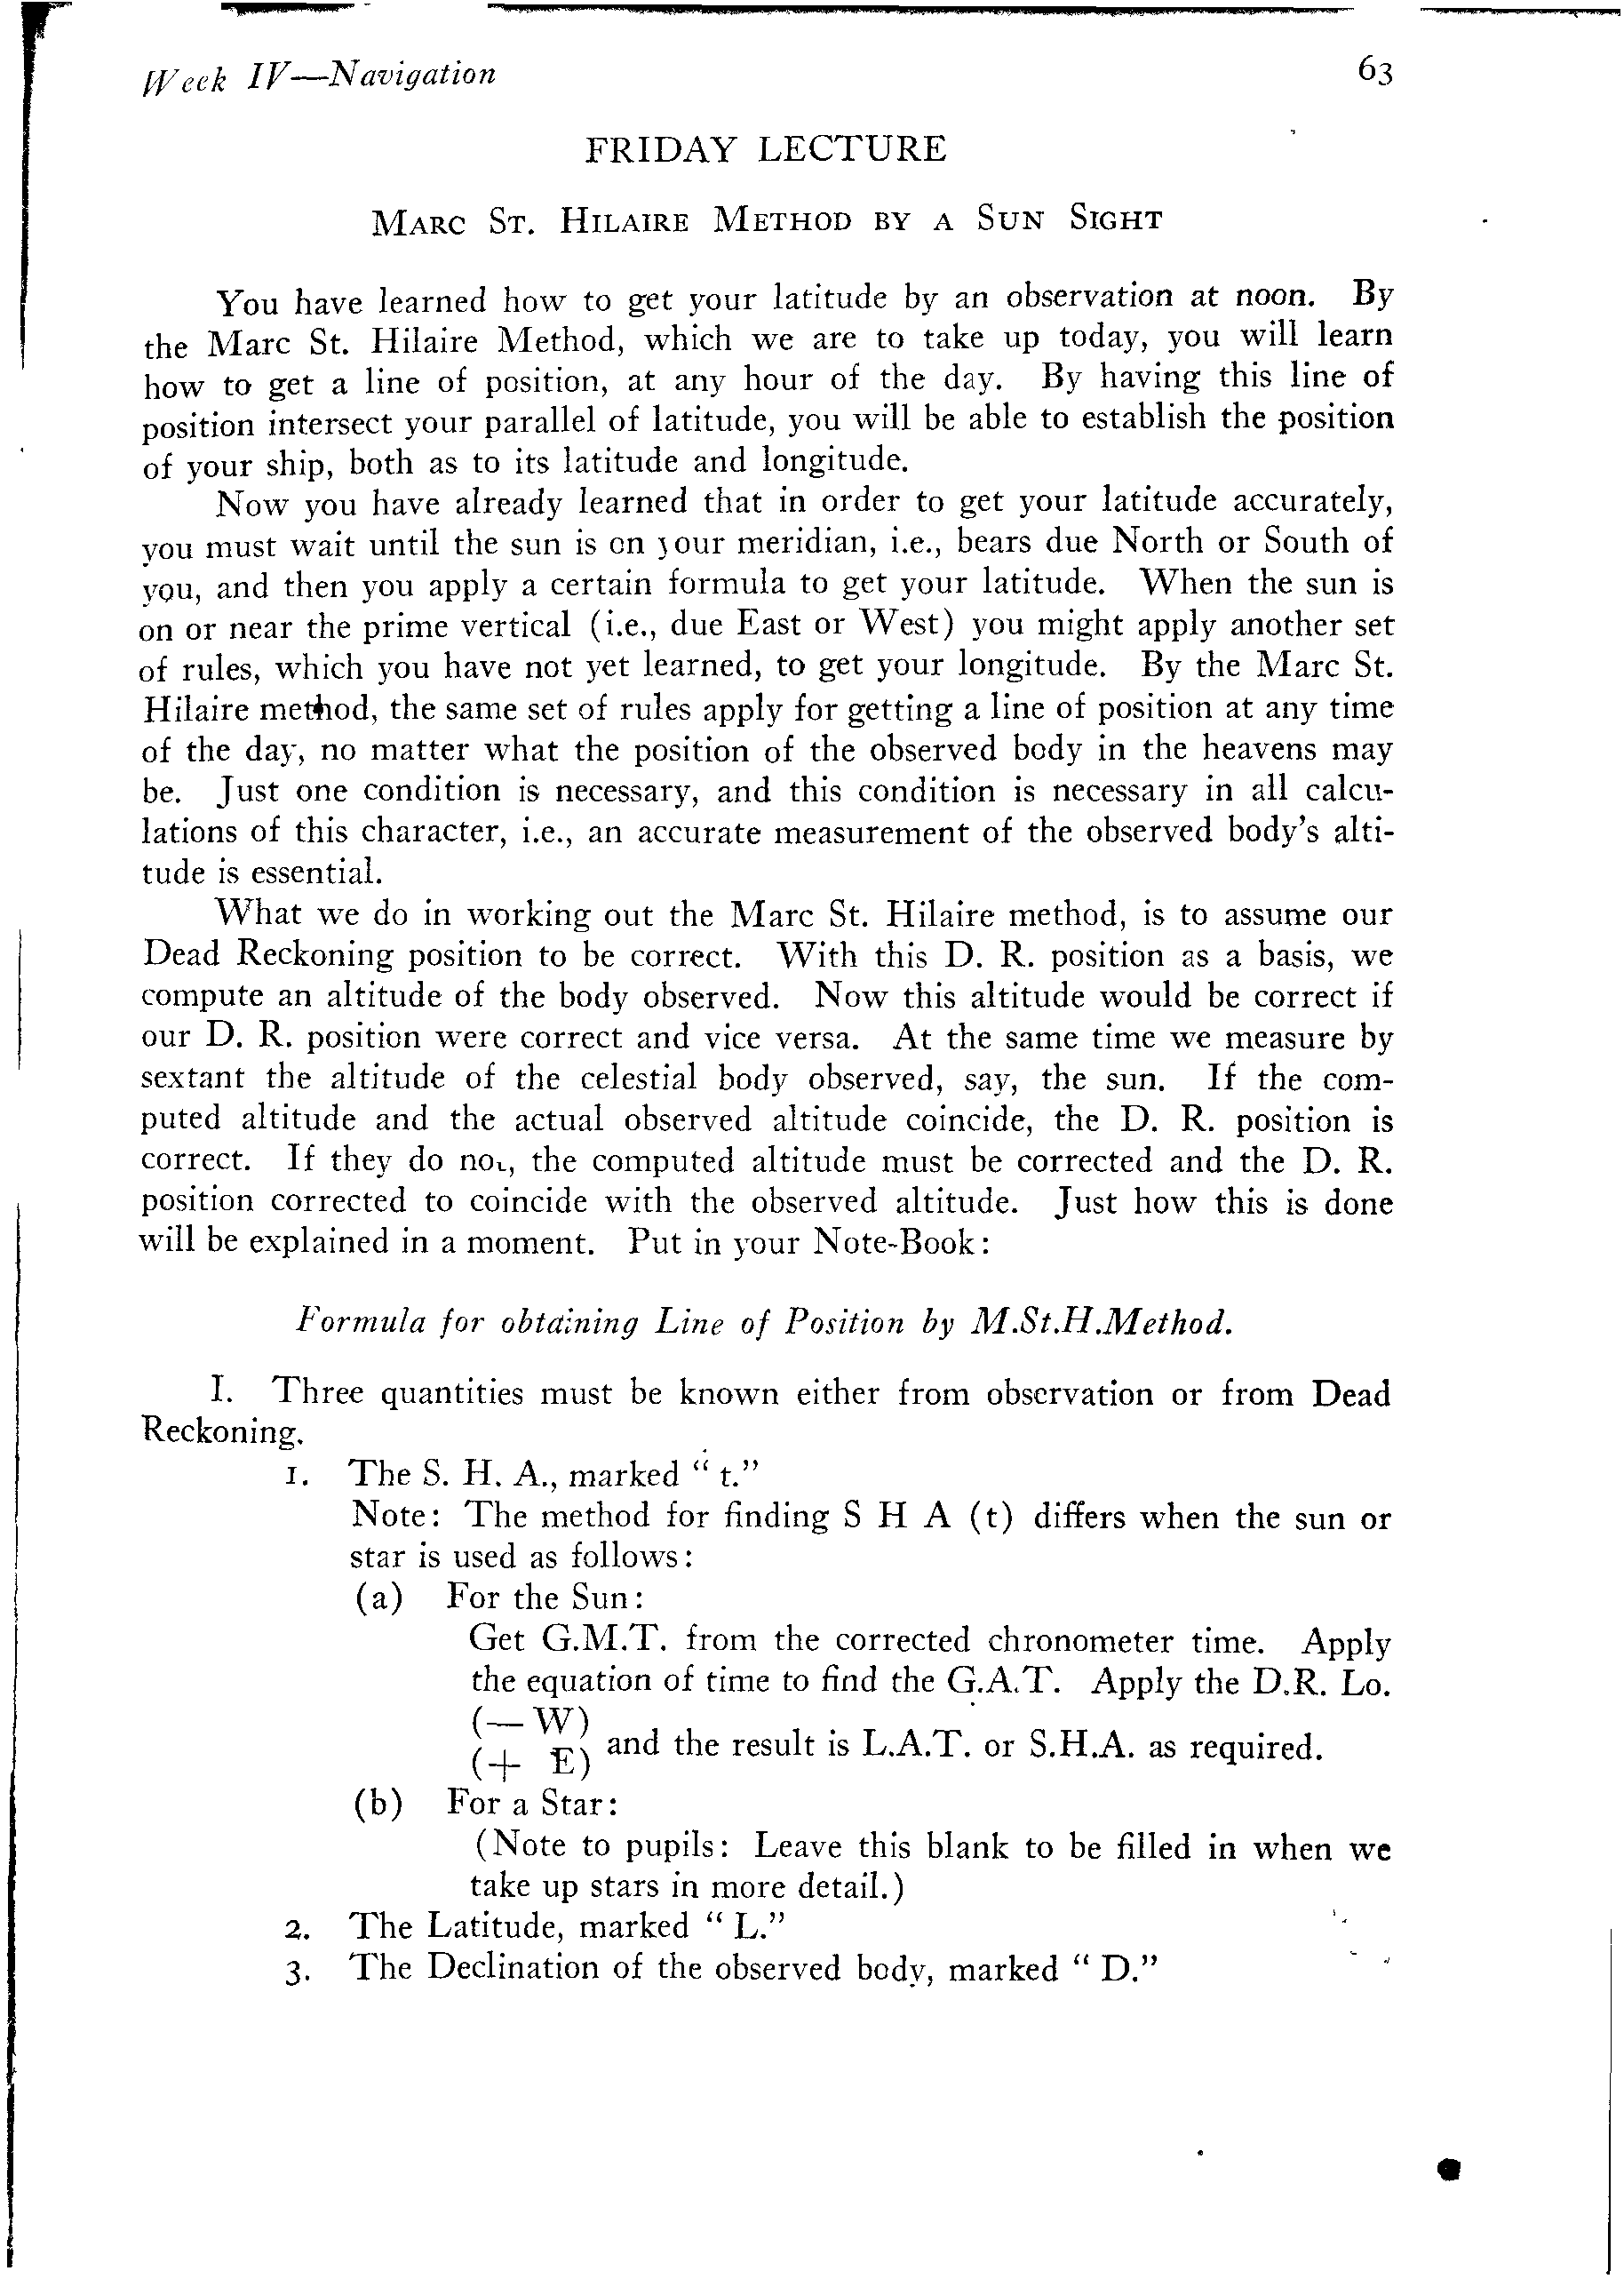 Week IV—Navigation 63
FRIDAY LECTURE
MARC ST. HILAIRE METHOD BY A SUN SIGHT
You have learned how to get your latitude by an observation at noon. By
the Marc St. Hilaire Method, which we are to take up today, you will learn
how to get a line of position, at any hour of the day. By having this line of
position intersect your parallel of latitude, you will be able to establish the position
of your ship, both as to its latitude and longitude.
Now you have already learned that in order to get your latitude accurately,
you must wait until the sun is on your meridian, i.e., bears due North or South of
you, and then you apply a certain formula to get your latitude. When the sun is
on or near the prime vertical (i.e., due East or West) you might apply another set
of rules, which you have not yet learned, to get your longitude. By the Marc St.
Hilaire method, the same set of rules apply for getting a line of position at any time
of the day, no matter what the position of the observed body in the heavens may
be. Just one condition is necessary, and this condition is necessary in all calcu-
lations of this character, i.e., an accurate measurement of the observed body's alti-
tude is essential.
What we do in working out the Marc St. Hilaire method, is to assume our
Dead Reckoning position to be correct. With this D. R. position as a basis, we
compute an altitude of the body observed. Now this altitude would be correct if
our D. R. position were correct and vice versa. At the same time we measure by
sextant the altitude of the celestial body observed, say, the sun. If the com-
puted altitude and the actual observed altitude coincide, the D. R. position is
correct. If they do not, the computed altitude must be corrected and the D. R.
position corrected to coincide with the observed altitude. Just how this is done
will be explained in a moment. Put in your Note-Book:
Formula for obtaining Line of Position by M.St.H.Method.
I. Three quantities must be known either from observation or from Dead
Reckoning.
1. The S. H. A., marked "t."
Note: The method for finding S H A (t) differs when the sun or
star is used as follows:
(a) For the Sun:
Get G.M.T. from the corrected chronometer time. Apply
the equation of time to find the G.A.T. Apply the D.R. Lo.
(— W)
(+ E) and the result is L.A.T. or S.H.A. as required.
(b) For a Star:
(Note to pupils: Leave this blank to be filled in when we
take up stars in more detail.)
2. The Latitude, marked "L."
3. The Declination of the observed body, marked "D."